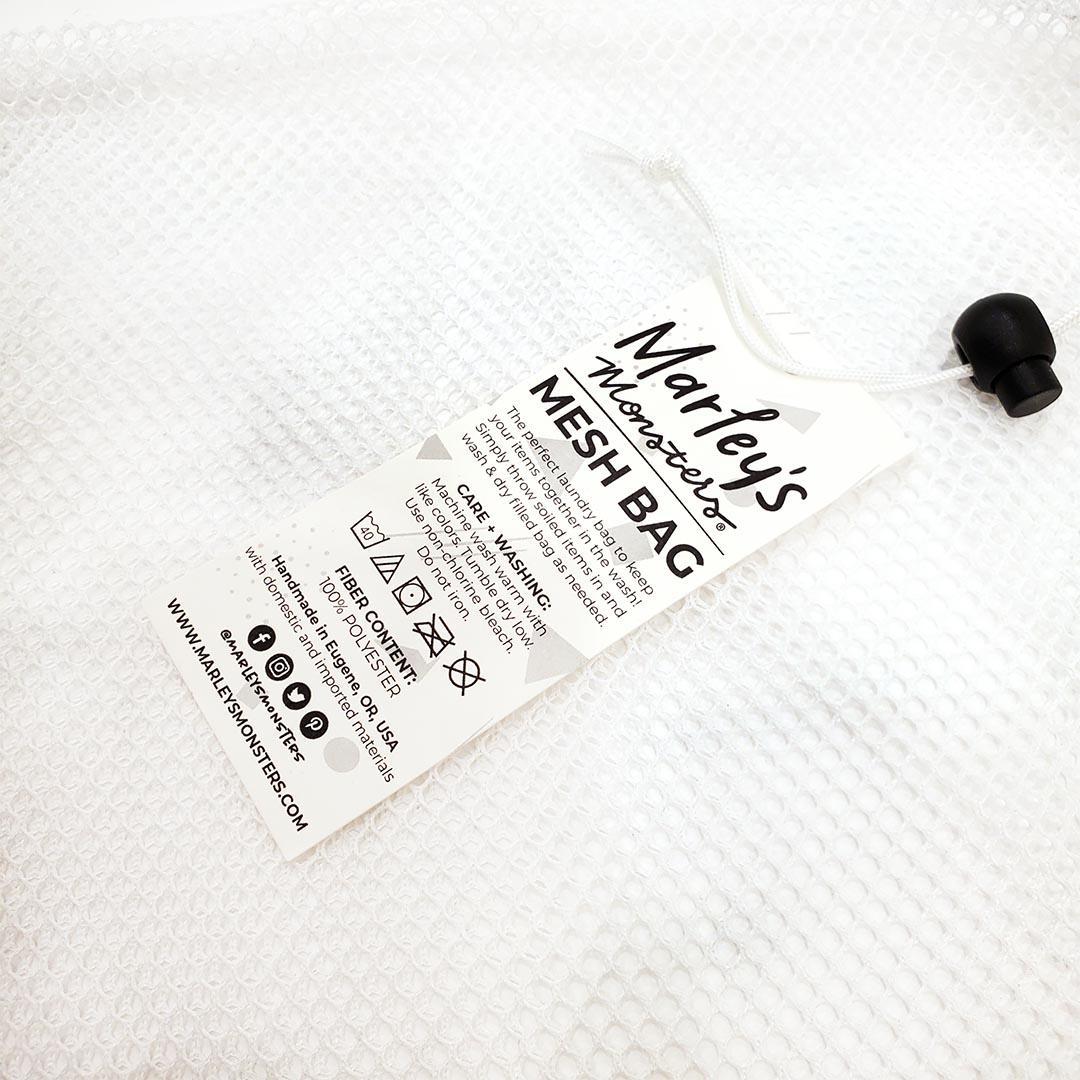 Marley's
Monsters®
MESH BAG
The perfect laundry bag to keep
your items together in the wash!
Simply throw soiled items in and
wash & dry filled bag as needed.
CARE + WASHING:
Machine wash warm with
like colors. Tumble dry low.
Use non-chlorine bleach.
Do not iron.
40
FIBER CONTENT:
100% POLYESTER
Handmade in Eugene, OR, USA
with domestic and imported materials
@MARLEYSMONSTERS
WWW.MARLEYSMONSTERS.COM